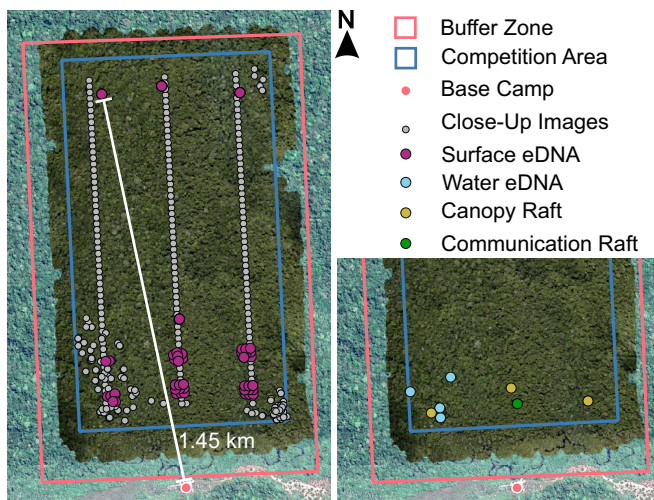 N
Buffer Zone
Competition Area
Base Camp
Close-Up Images
Surface eDNA
Water eDNA
Canopy Raft
Communication Raft
1.45 km